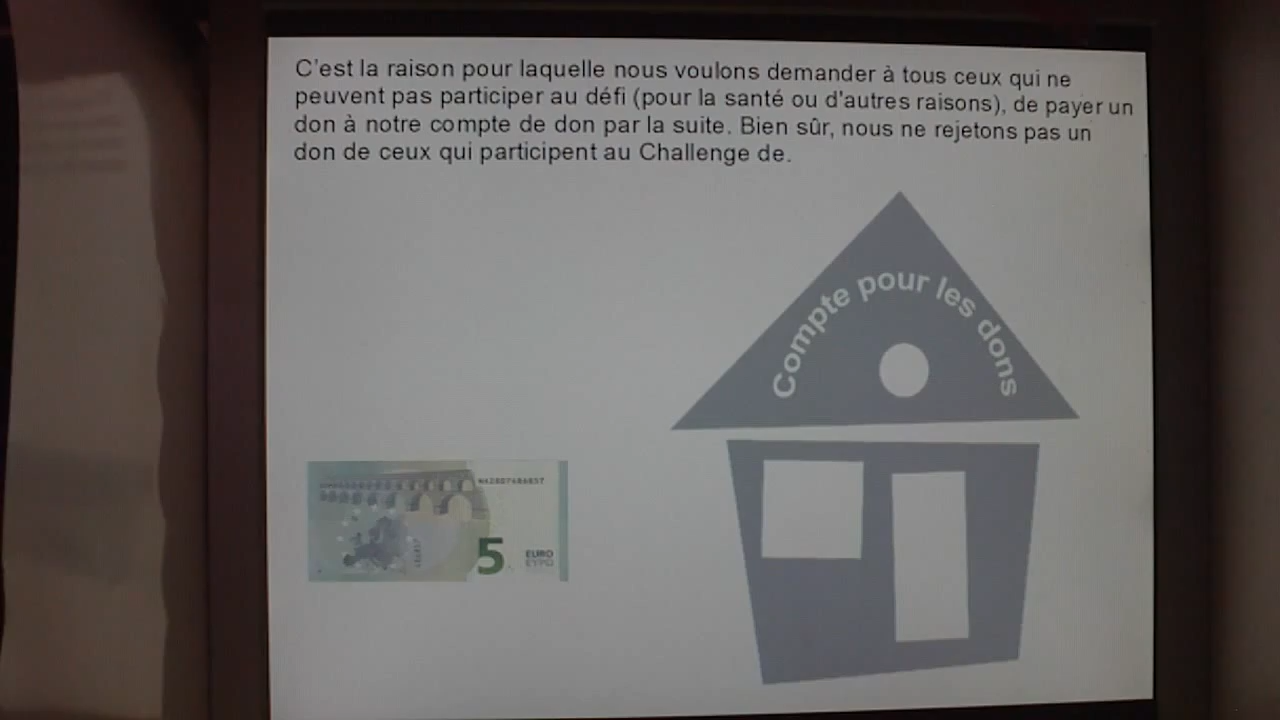 C'est la raison pour laquelle nous voulons demander à tous ceux qui ne
peuvent pas participer au défi (pour la santé ou d'autres raisons), de payer un
don à notre compte de don par la suite. Bien sûr, nous ne rejetons pas un
don de ceux qui participent au Challenge de.
Compte pour les dons
5
EURO
ΕΥΡΩ